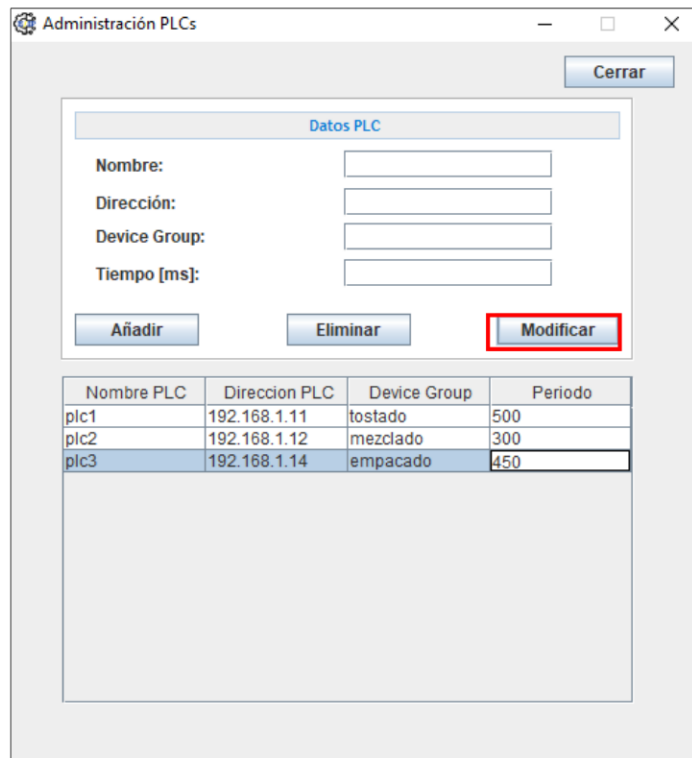 Administración PLCs
Cerrar
Datos PLC
Nombre:
Dirección:
Device Group:
Tiempo [ms]:
Añadir Eliminar Modificar
Nombre PLC Direccion PLC Device Group Periodo
plc1 192.168.1.11 tostado 500
plc2 192.168.1.12 mezclado 300
plc3 192.168.1.14 empacado 450